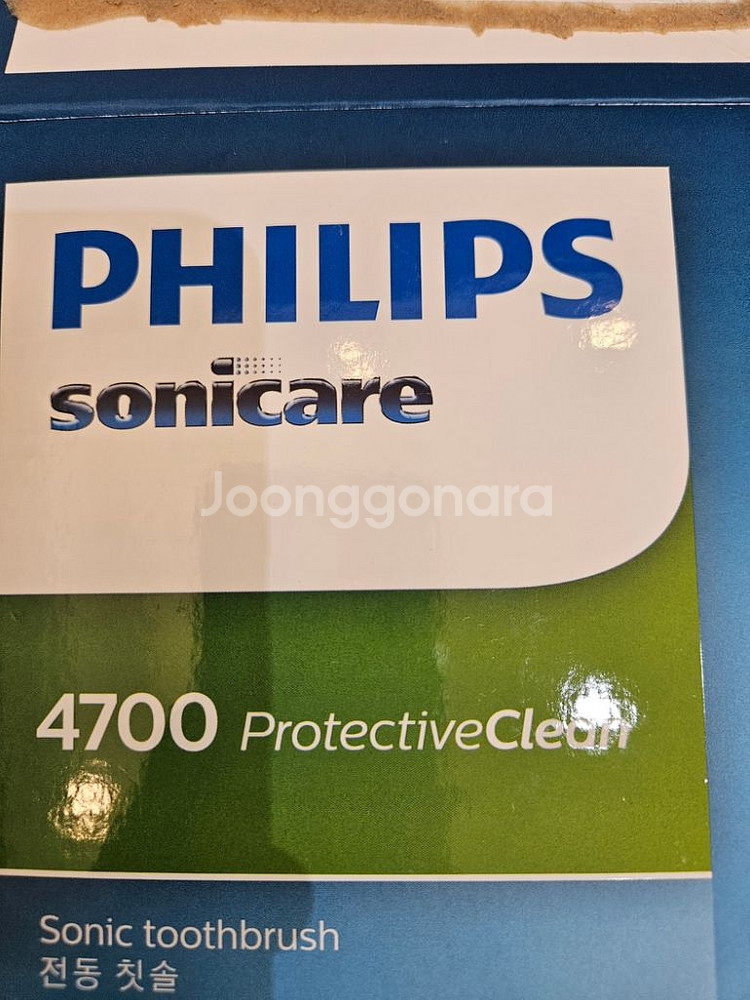 PHILIPS
sonicare
Joonggonara
4700 ProtectiveClean
Sonic toothbrush
전동 칫솔